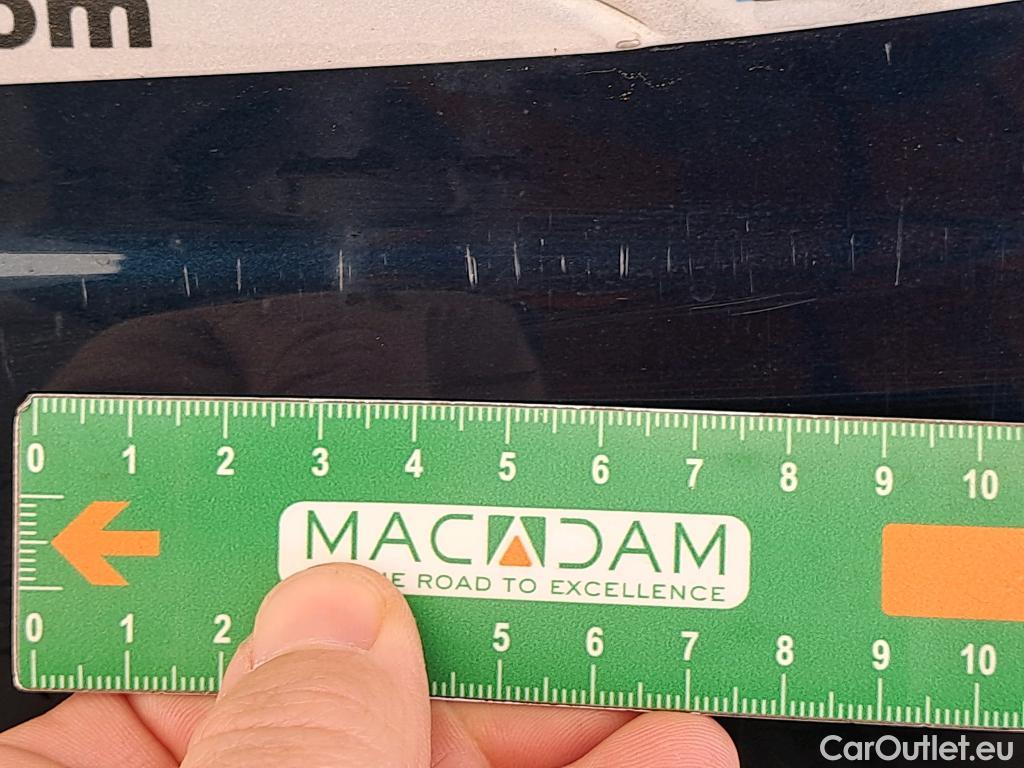 om
0 1 2 3 4 5 6 7 8 9 10
MACADAM
E ROAD TO EXCELLENCE
0 1 2 5 6 7 8 9 10
CarOutlet.eu